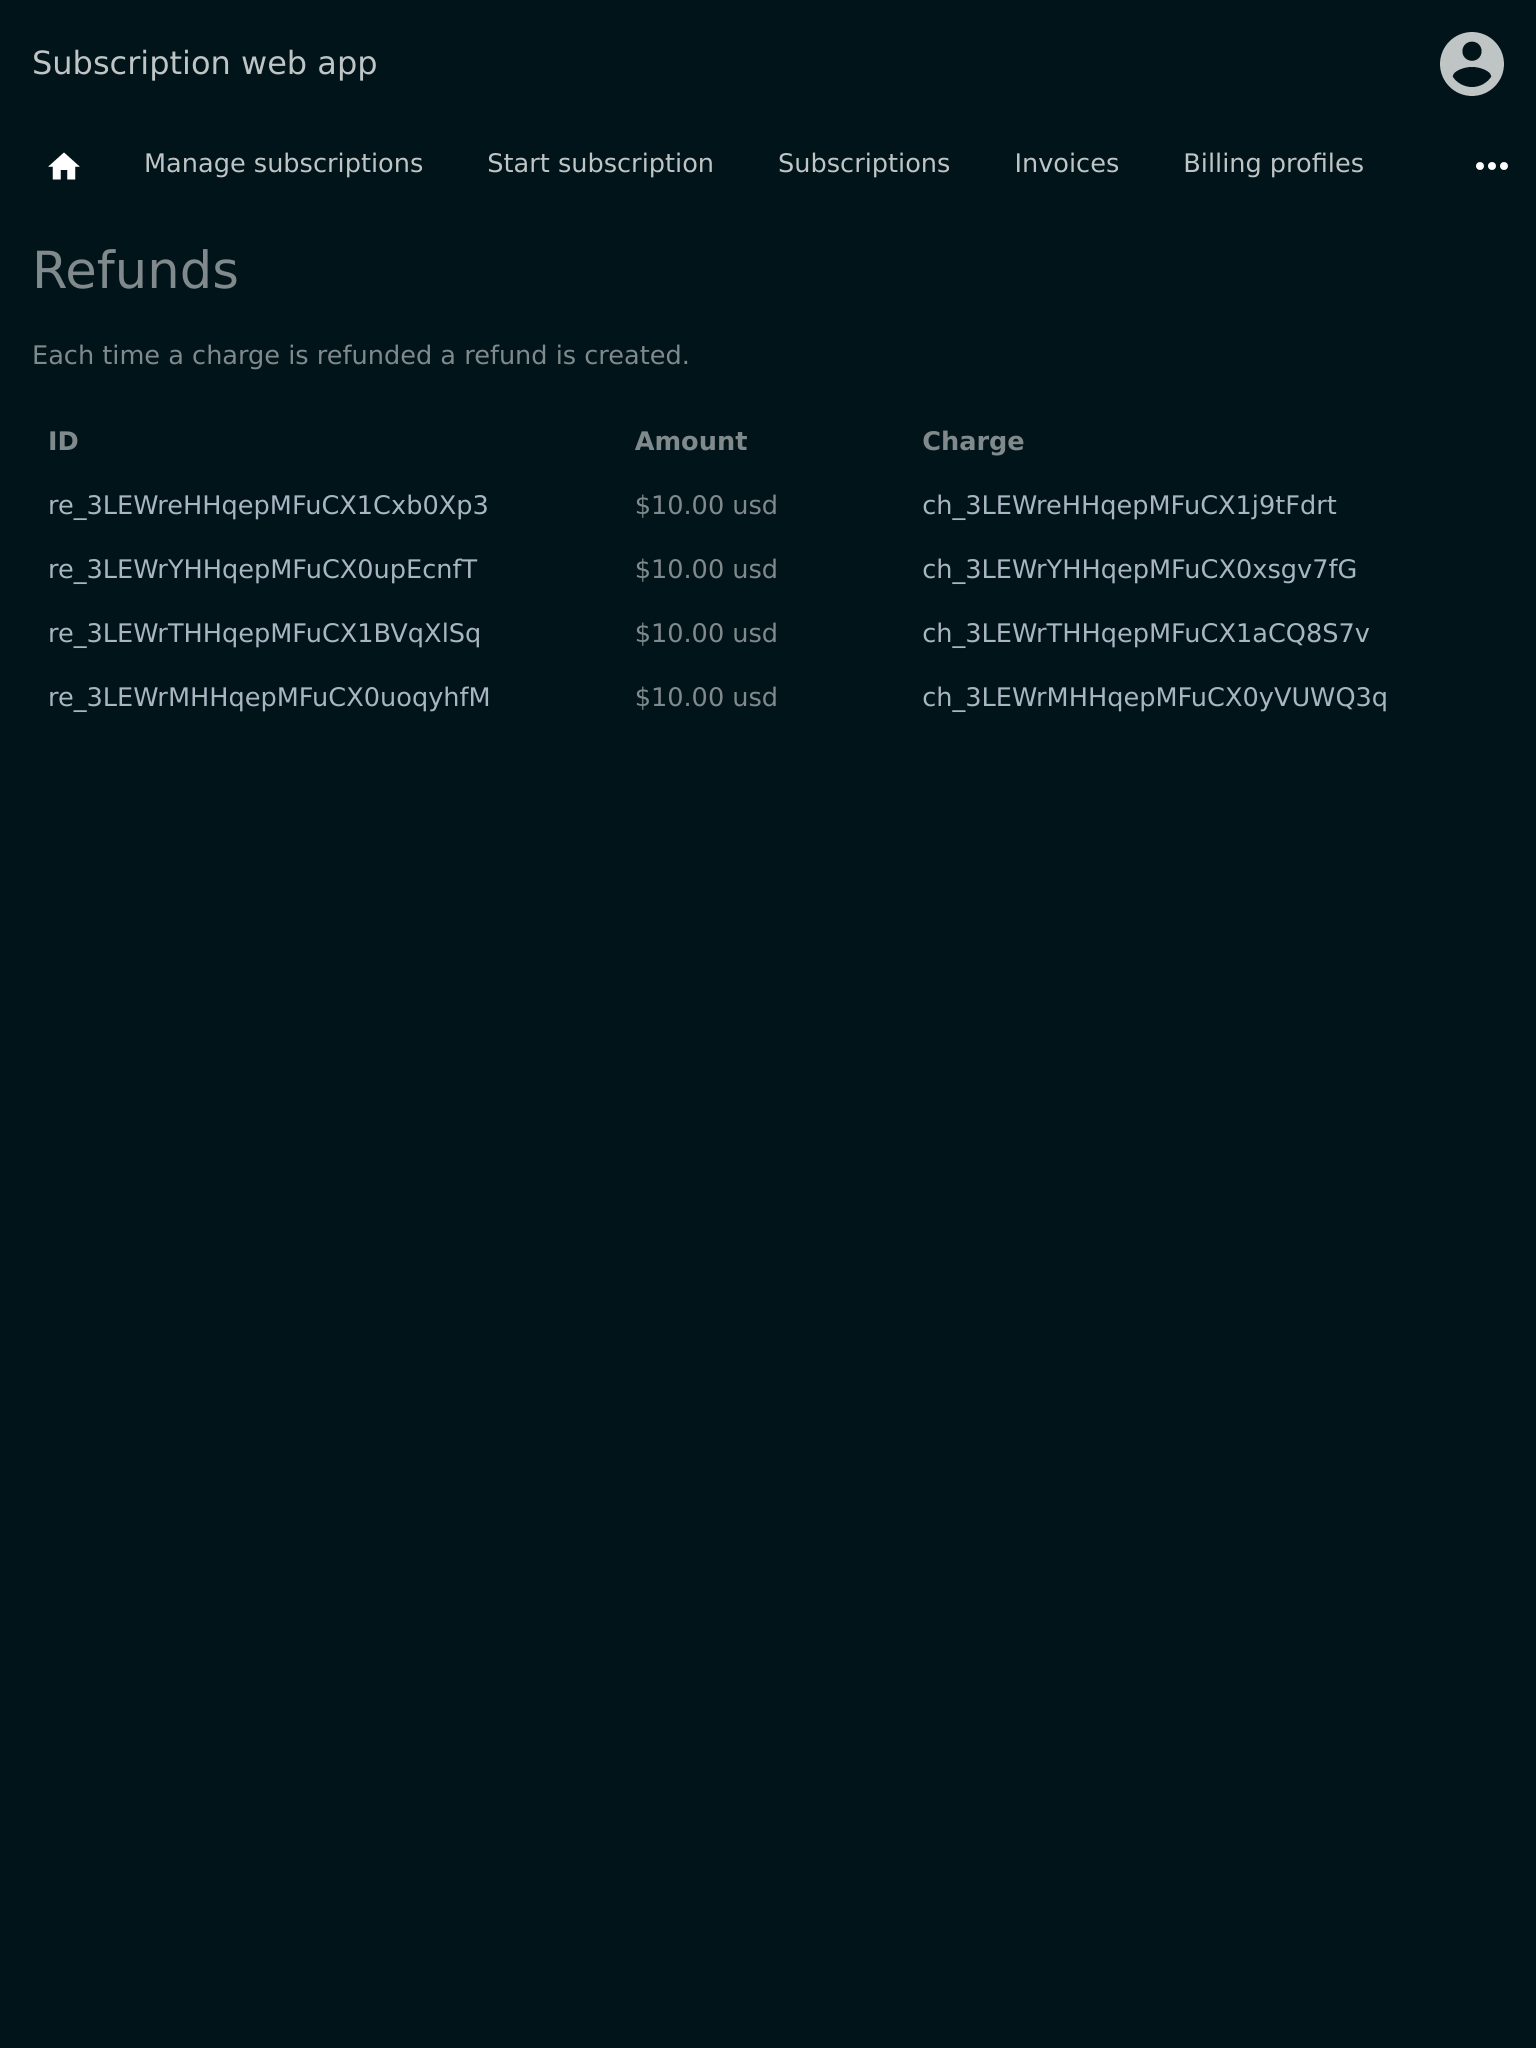 Subscription web app
Manage subscriptions Start subscription Subscriptions Invoices Billing profiles
Refunds
Each time a charge is refunded a refund is created.
ID Amount Charge
re_3LEWreHHqepMFuCX1Cxb0Xp3 $10.00 usd ch_3LEWreHHqepMFuCX1j9tFdrt
re_3LEWrYHHqepMFuCX0upEcnfT $10.00 usd ch_3LEWrYHHqepMFuCX0xsgv7fG
re_3LEWrTHHqepMFuCX1BVqXlSq $10.00 usd ch_3LEWrTHHqepMFuCX1aCQ8S7v
re_3LEWrMHHqepMFuCX0uoqyhfM $10.00 usd ch_3LEWrMHHqepMFuCX0yVUWQ3q